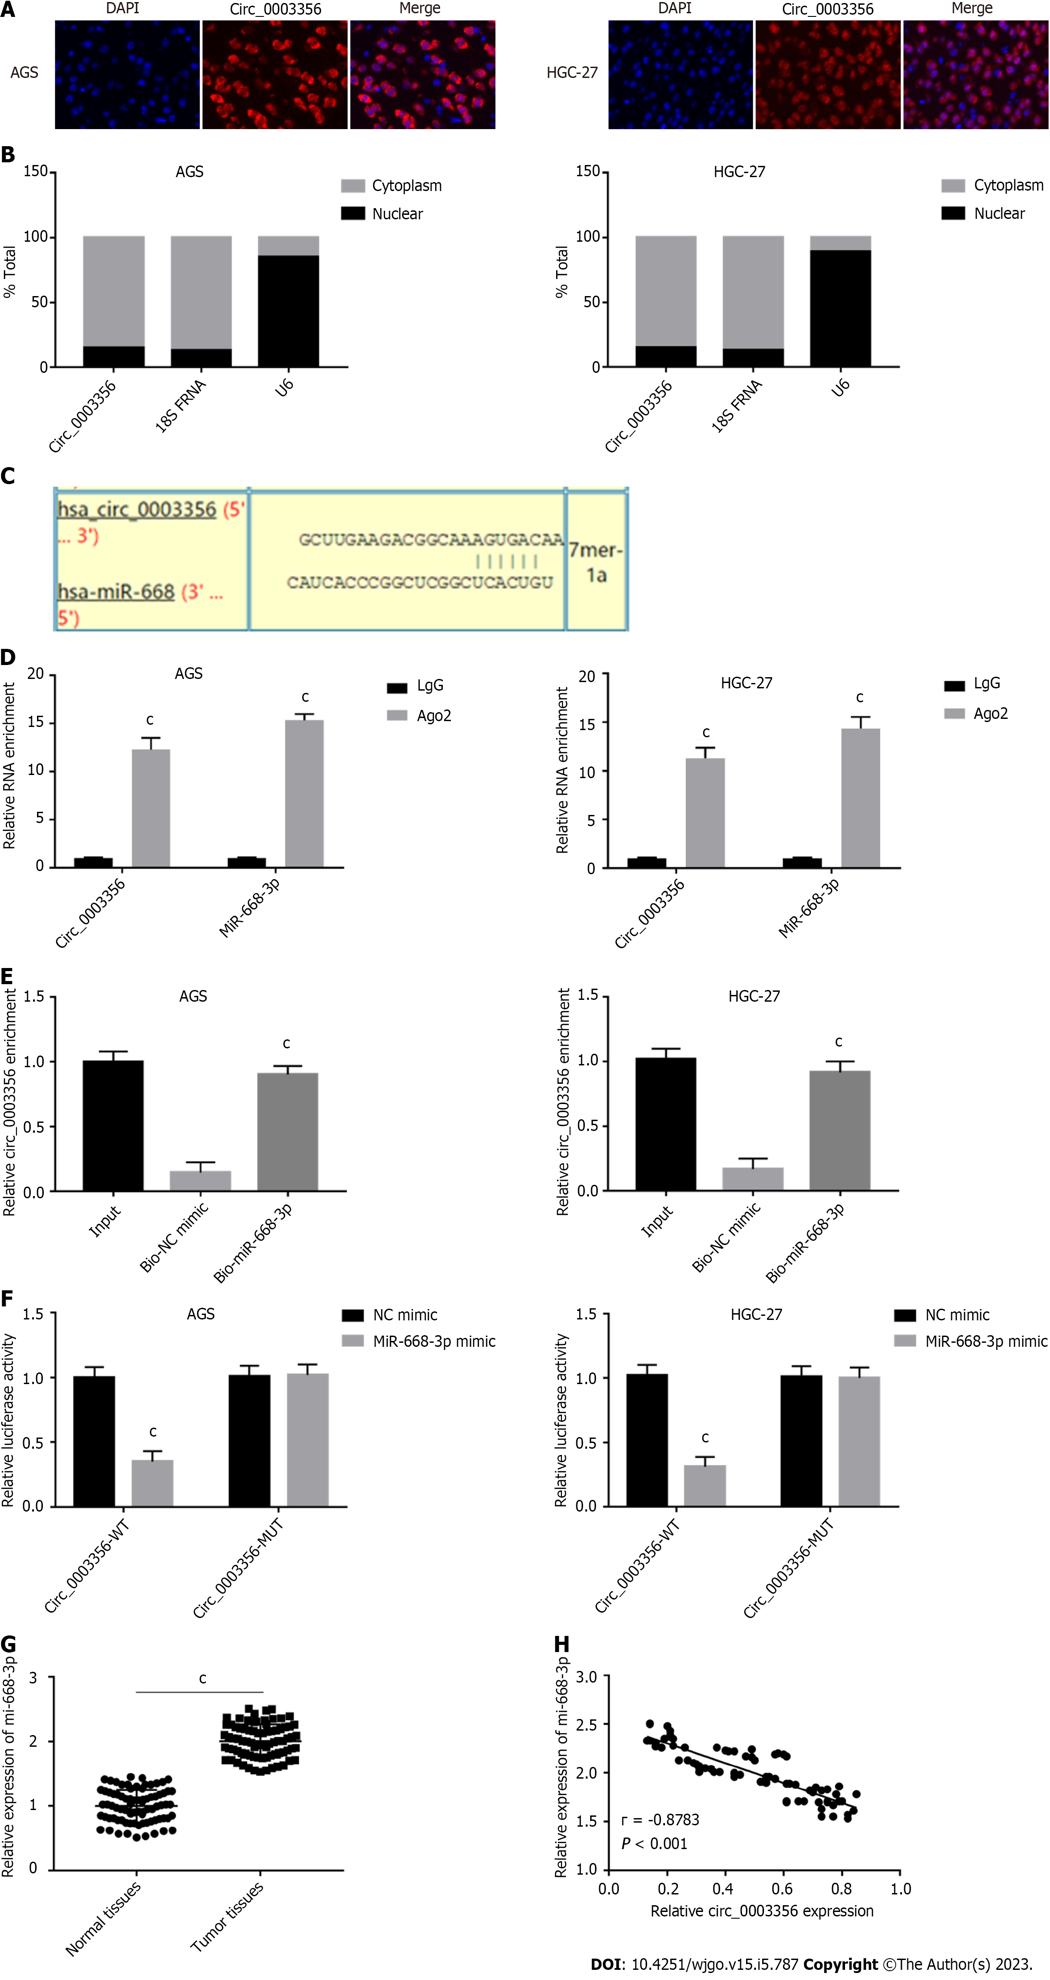 A
DAPI Circ_0003356 Merge
DAPI Circ_0003356 Merge
AGS
HGC-27
B
AGS
150
100
50
0
% Total
Cytoplasm
Nuclear
Circ_0003356
18S FRNA
U6
HGC-27
150
100
50
0
% Total
Cytoplasm
Nuclear
Circ_0003356
18S FRNA
U6
C
hsa_circ_0003356 (5'
... 3')
GCUUGAAGACGGCAAAGUGACAA
hsa-miR-668 (3' ...
5')
CAUCACCCGGCUCGGCUCACUGU
7mer-
1a
D
AGS
20
15
10
5
0
Relative RNA enrichment
c
c
LgG
Ago2
Circ_0003356
MiR-668-3p
HGC-27
20
15
10
5
0
Relative RNA enrichment
c
c
LgG
Ago2
Circ_0003356
MiR-668-3p
E
AGS
1.5
1.0
0.5
0.0
Relative circ_0003356 enrichment
c
Input
Bio-NC mimic
Bio-miR-668-3p
HGC-27
1.5
1.0
0.5
0.0
Relative circ_0003356 enrichment
c
Input
Bio-NC mimic
Bio-miR-668-3p
F
AGS
1.5
1.0
0.5
0.0
Relative luciferase activity
c
NC mimic
MiR-668-3p mimic
Circ_0003356-WT
Circ_0003356-MUT
HGC-27
1.5
1.0
0.5
0.0
Relative luciferase activity
c
NC mimic
MiR-668-3p mimic
Circ_0003356-WT
Circ_0003356-MUT
G
3
2
1
0
Relative expression of mi-668-3p
c
Normal tissues
Tumor tissues
H
3.0
2.5
2.0
1.5
1.0
Relative expression of mi-668-3p
r = -0.8783
P < 0.001
0.0 0.2 0.4 0.6 0.8 1.0
Relative circ_0003356 expression
DOI: 10.4251/wjgo.v15.i5.787 Copyright ©The Author(s) 2023.